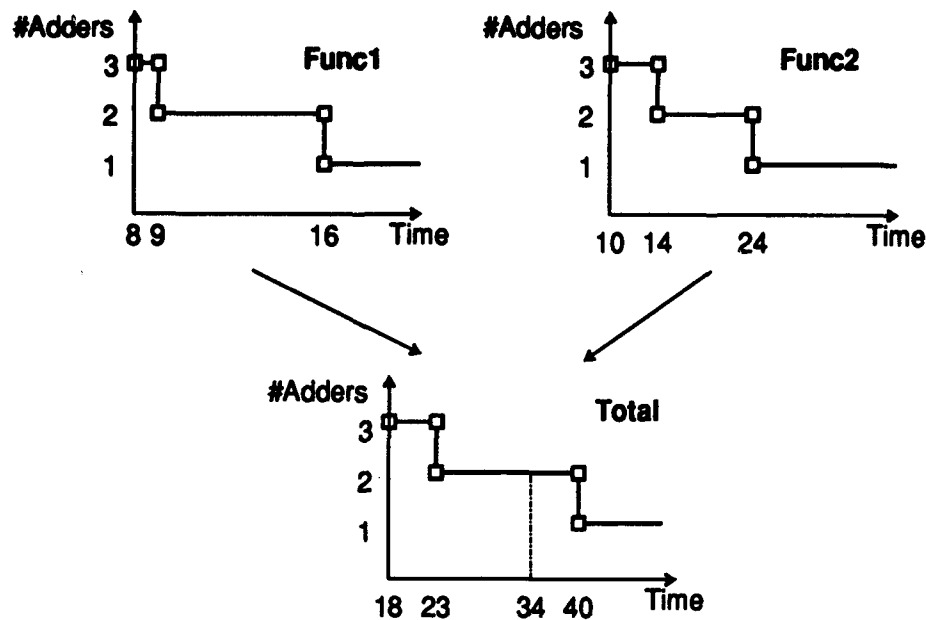 #Adders
Func1
3
2
1
8 9 16 Time
#Adders
Func2
3
2
1
10 14 24 Time
#Adders
Total
3
2
1
18 23 34 40 Time